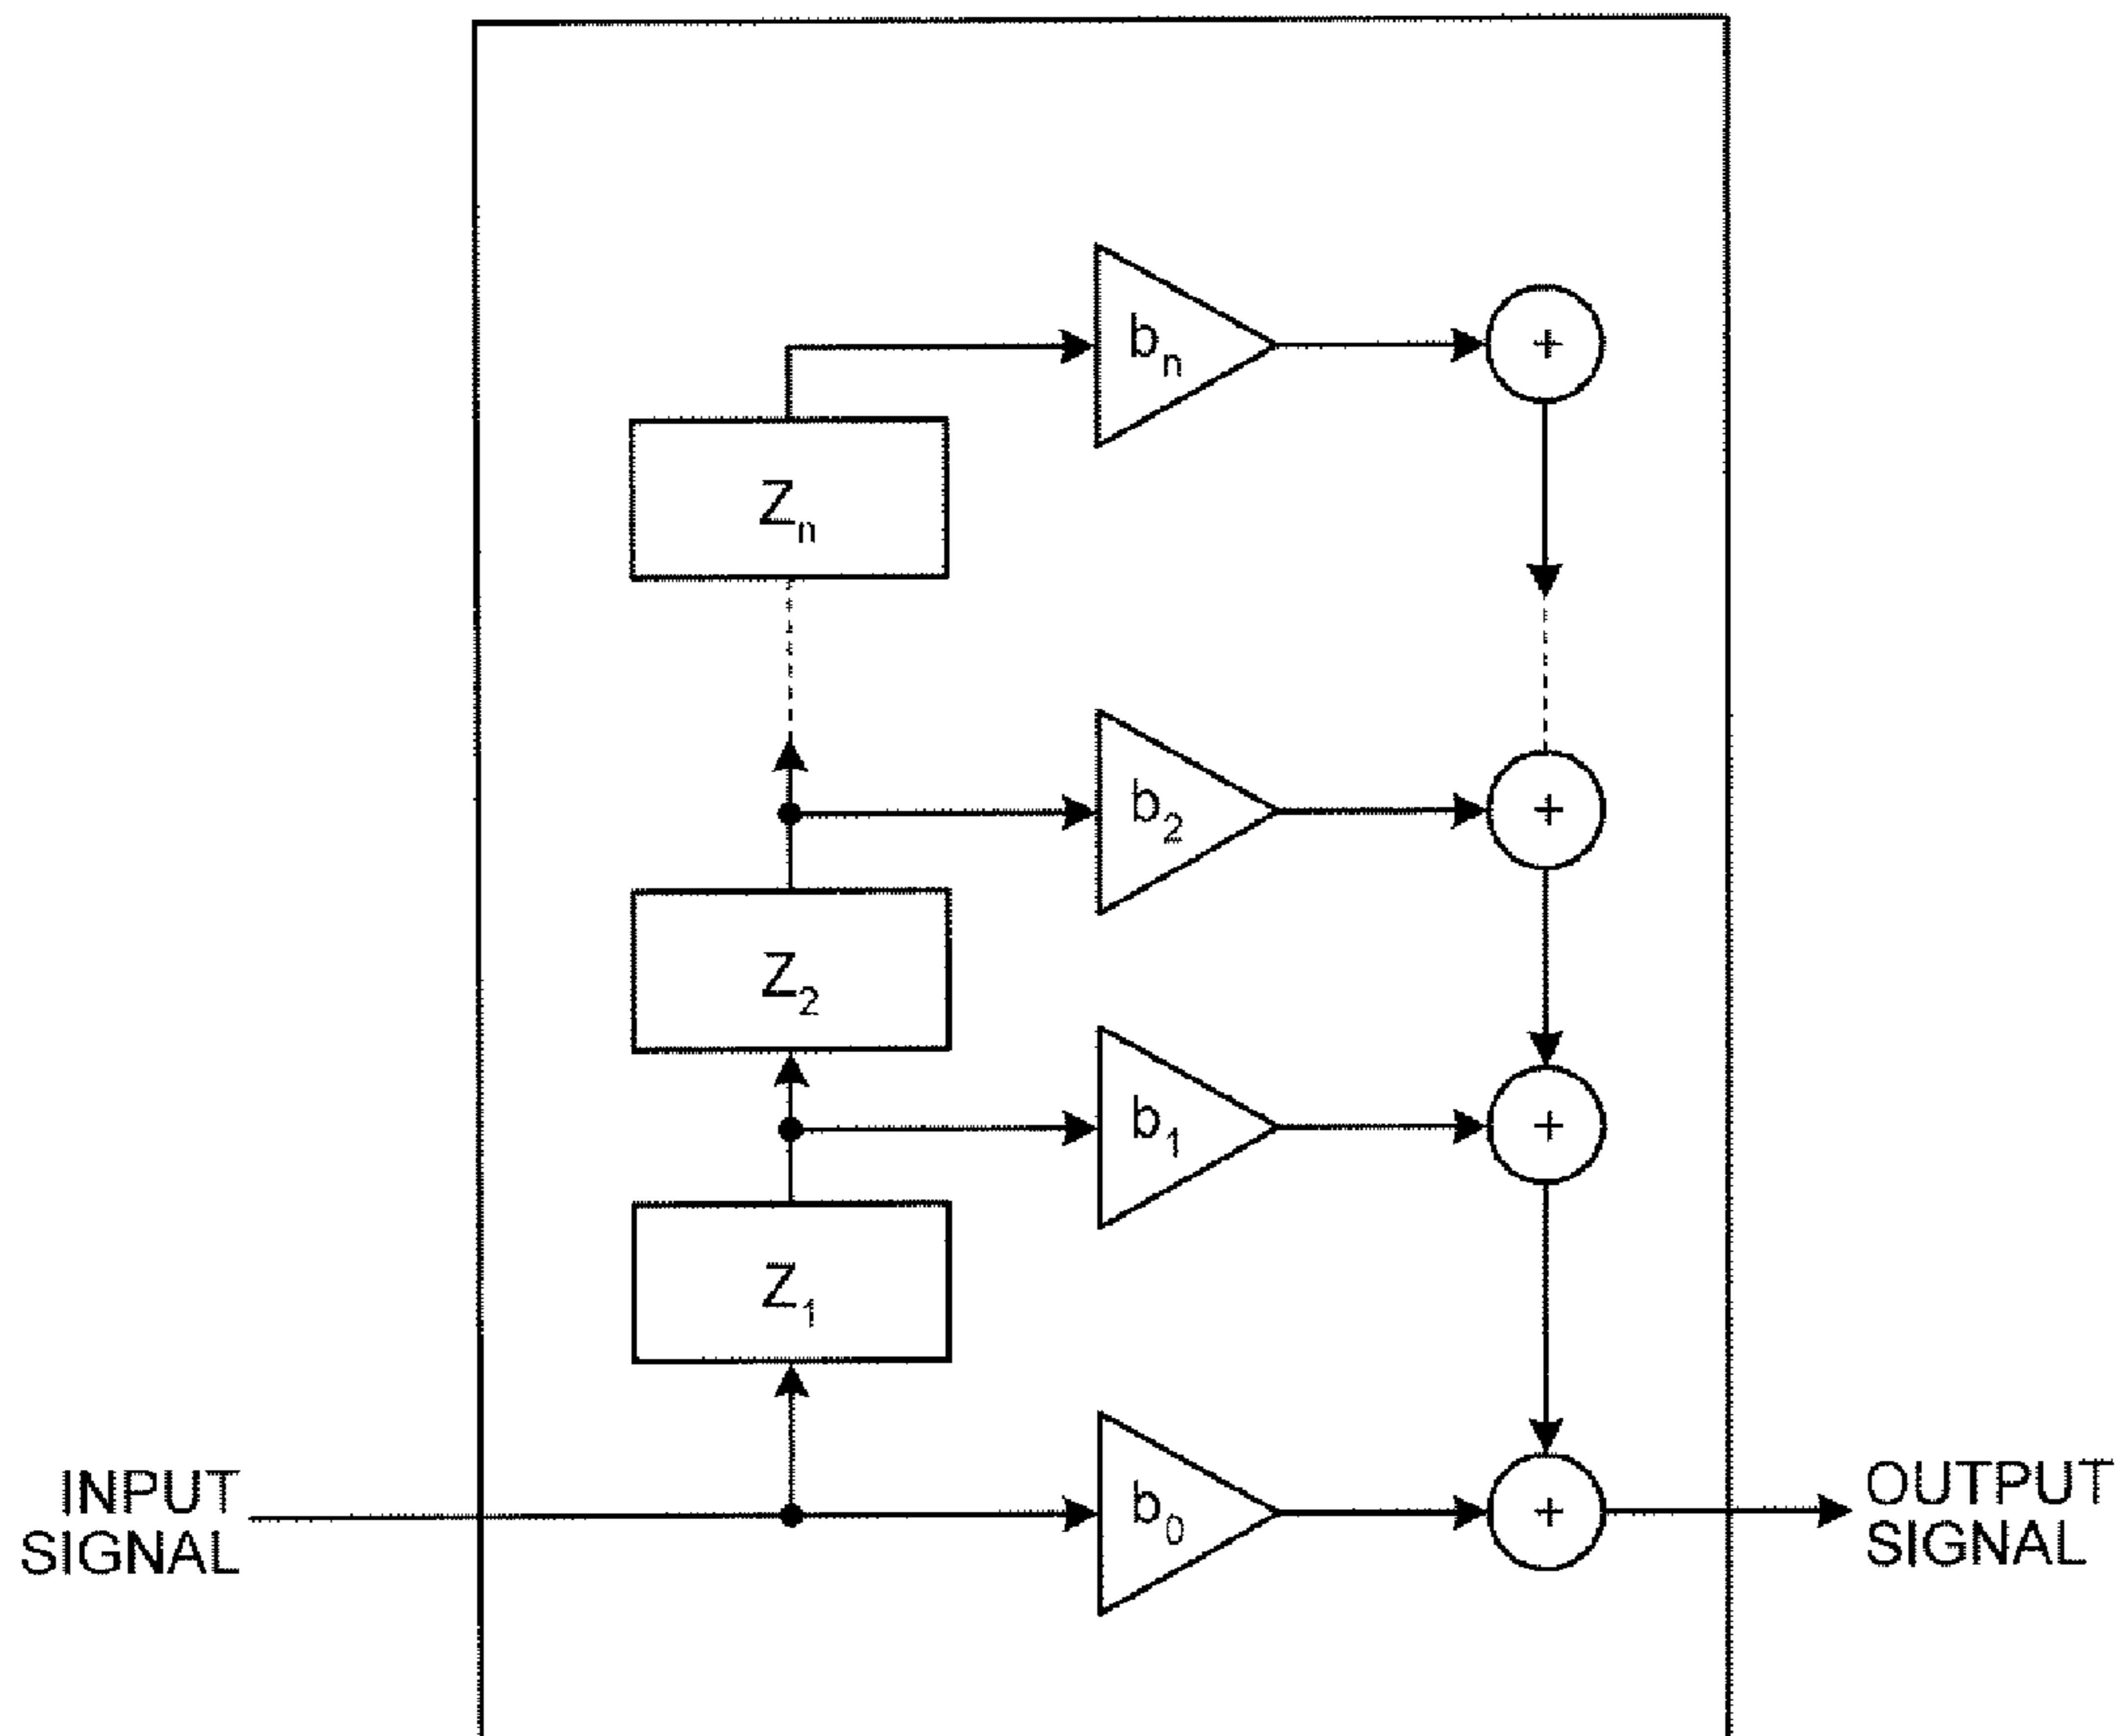 bₙ
+
Zₙ
b₂
+
Z₂
b₁
+
Z₁
INPUT
SIGNAL
b₀
+
OUTPUT
SIGNAL